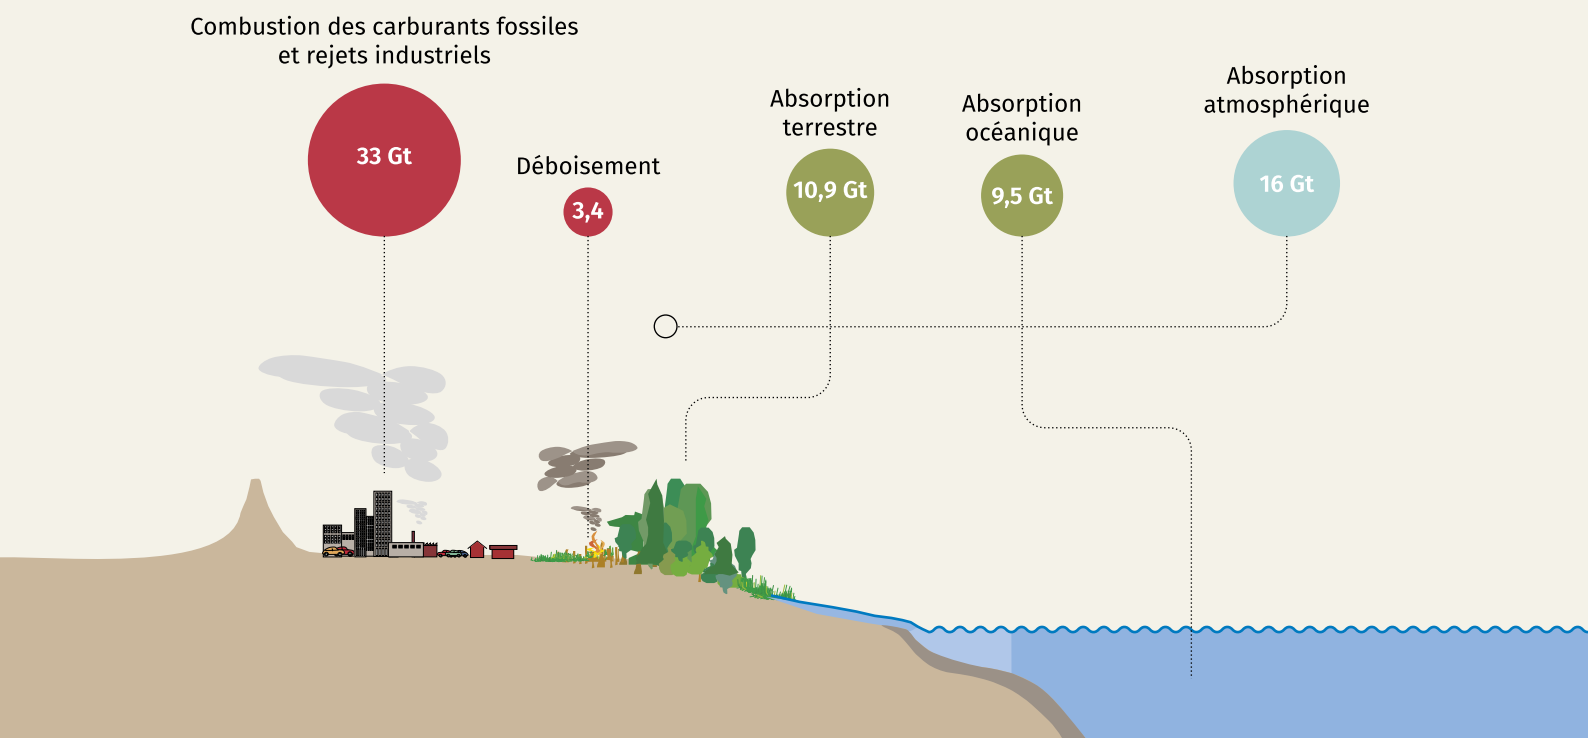 Combustion des carburants fossiles
et rejets industriels
33 Gt
Déboisement
3,4
Absorption
terrestre
10,9 Gt
Absorption
océanique
9,5 Gt
Absorption
atmosphérique
16 Gt